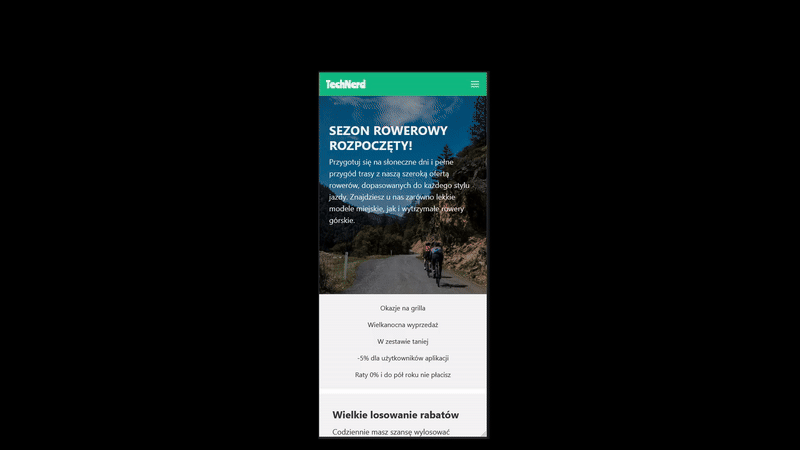 TechNerd
SEZON ROWEROWY
ROZPOCZĘTY!
Przygotuj się na słoneczne dni i pełne
przygód trasy z naszą szeroką ofertą
rowerów, dopasowanych do każdego stylu
jazdy. Znajdziesz u nas zarówno lekkie
modele miejskie, jak i wytrzymałe rowery
górskie.
Okazje na grilla
Wielkanocna wyprzedaż
W zestawie taniej
-5% dla użytkowników aplikacji
Raty 0% i do pół roku nie płacisz
Wielkie losowanie rabatów
Codziennie masz szansę wylosować